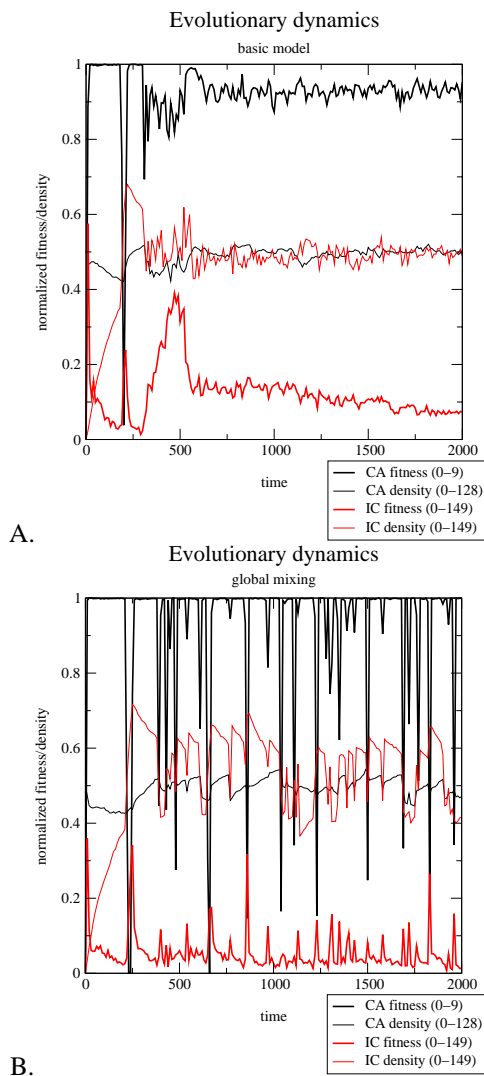 Evolutionary dynamics
basic model
1
0.8
0.6
0.4
0.2
0
normalized fitness/density
0 500 1000 1500 2000
time
CA fitness (0–9)
CA density (0–128)
IC fitness (0–149)
IC density (0–149)
A.
Evolutionary dynamics
global mixing
1
0.8
0.6
0.4
0.2
0
normalized fitness/density
0 500 1000 1500 2000
time
CA fitness (0–9)
CA density (0–128)
IC fitness (0–149)
IC density (0–149)
B.